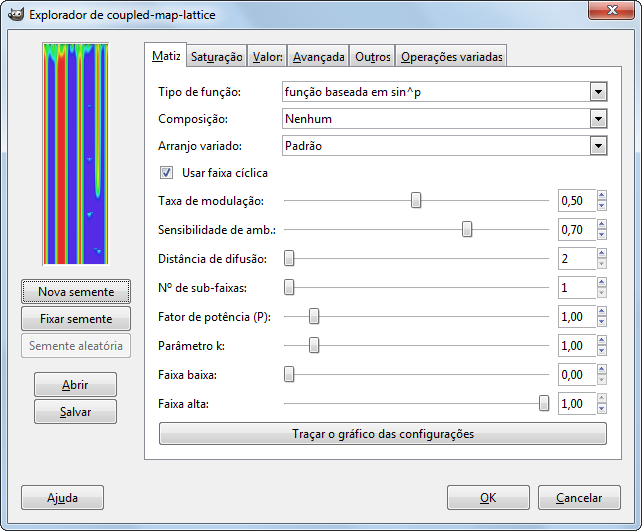 Explorador de coupled-map-lattice
Matiz Saturação Valor: Avançada Outros Operações variadas
Tipo de função: função baseada em sin^p
Composição: Nenhum
Arranjo variado: Padrão
Usar faixa cíclica
Taxa de modulação: 0,50
Sensibilidade de amb.: 0,70
Distância de difusão: 2
Nº de sub-faixas: 1
Fator de potência (P): 1,00
Parâmetro k: 1,00
Faixa baixa: 0,00
Faixa alta: 1,00
Traçar o gráfico das configurações
Nova semente
Fixar semente
Semente aleatória
Abrir
Salvar
Ajuda OK Cancelar